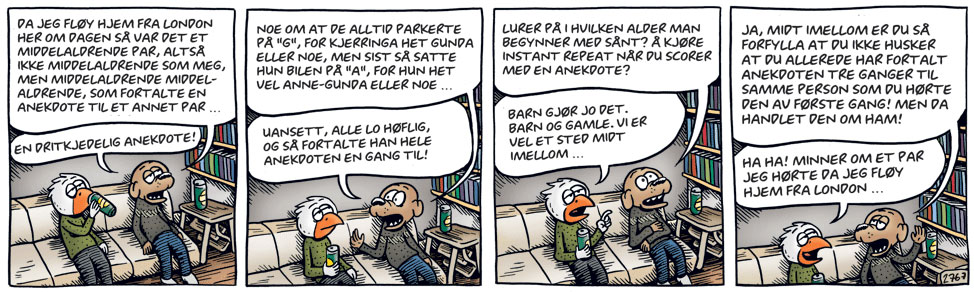 DA JEG FLØY HJEM FRA LONDON
HER OM DAGEN SÅ VAR DET ET
MIDDELALDRENDE PAR, ALTSÅ
IKKE MIDDELALDRENDE SOM MEG,
MEN MIDDELALDRENDE MIDDEL-
ALDRENDE, SOM FORTALTE EN
ANEKDOTE TIL ET ANNET PAR ...
EN DRITKJEDELIG ANEKDOTE!
NOE OM AT DE ALLTID PARKERTE
PÅ "G", FOR KJERRINGA HET GUNDA
ELLER NOE, MEN SIST SÅ SATTE
HUN BILEN PÅ "A", FOR HUN HET
VEL ANNE-GUNDA ELLER NOE ...
UANSETT, ALLE LO HØFLIG,
OG SÅ FORTALTE HAN HELE
ANEKDOTEN EN GANG TIL!
LURER PÅ I HVILKEN ALDER MAN
BEGYNNER MED SÅNT? Å KJØRE
INSTANT REPEAT NÅR DU SCORER
MED EN ANEKDOTE?
BARN GJØR JO DET.
BARN OG GAMLE. VI ER
VEL ET STED MIDT
IMELLOM ...
JA, MIDT IMELLOM ER DU SÅ
FORFYLLA AT DU IKKE HUSKER
AT DU ALLEREDE HAR FORTALT
ANEKDOTEN TRE GANGER TIL
SAMME PERSON SOM DU HØRTE
DEN AV FØRSTE GANG! MEN DA
HANDLET DEN OM HAM!
HA HA! MINNER OM ET PAR
JEG HØRTE DA JEG FLØY
HJEM FRA LONDON ...
2767